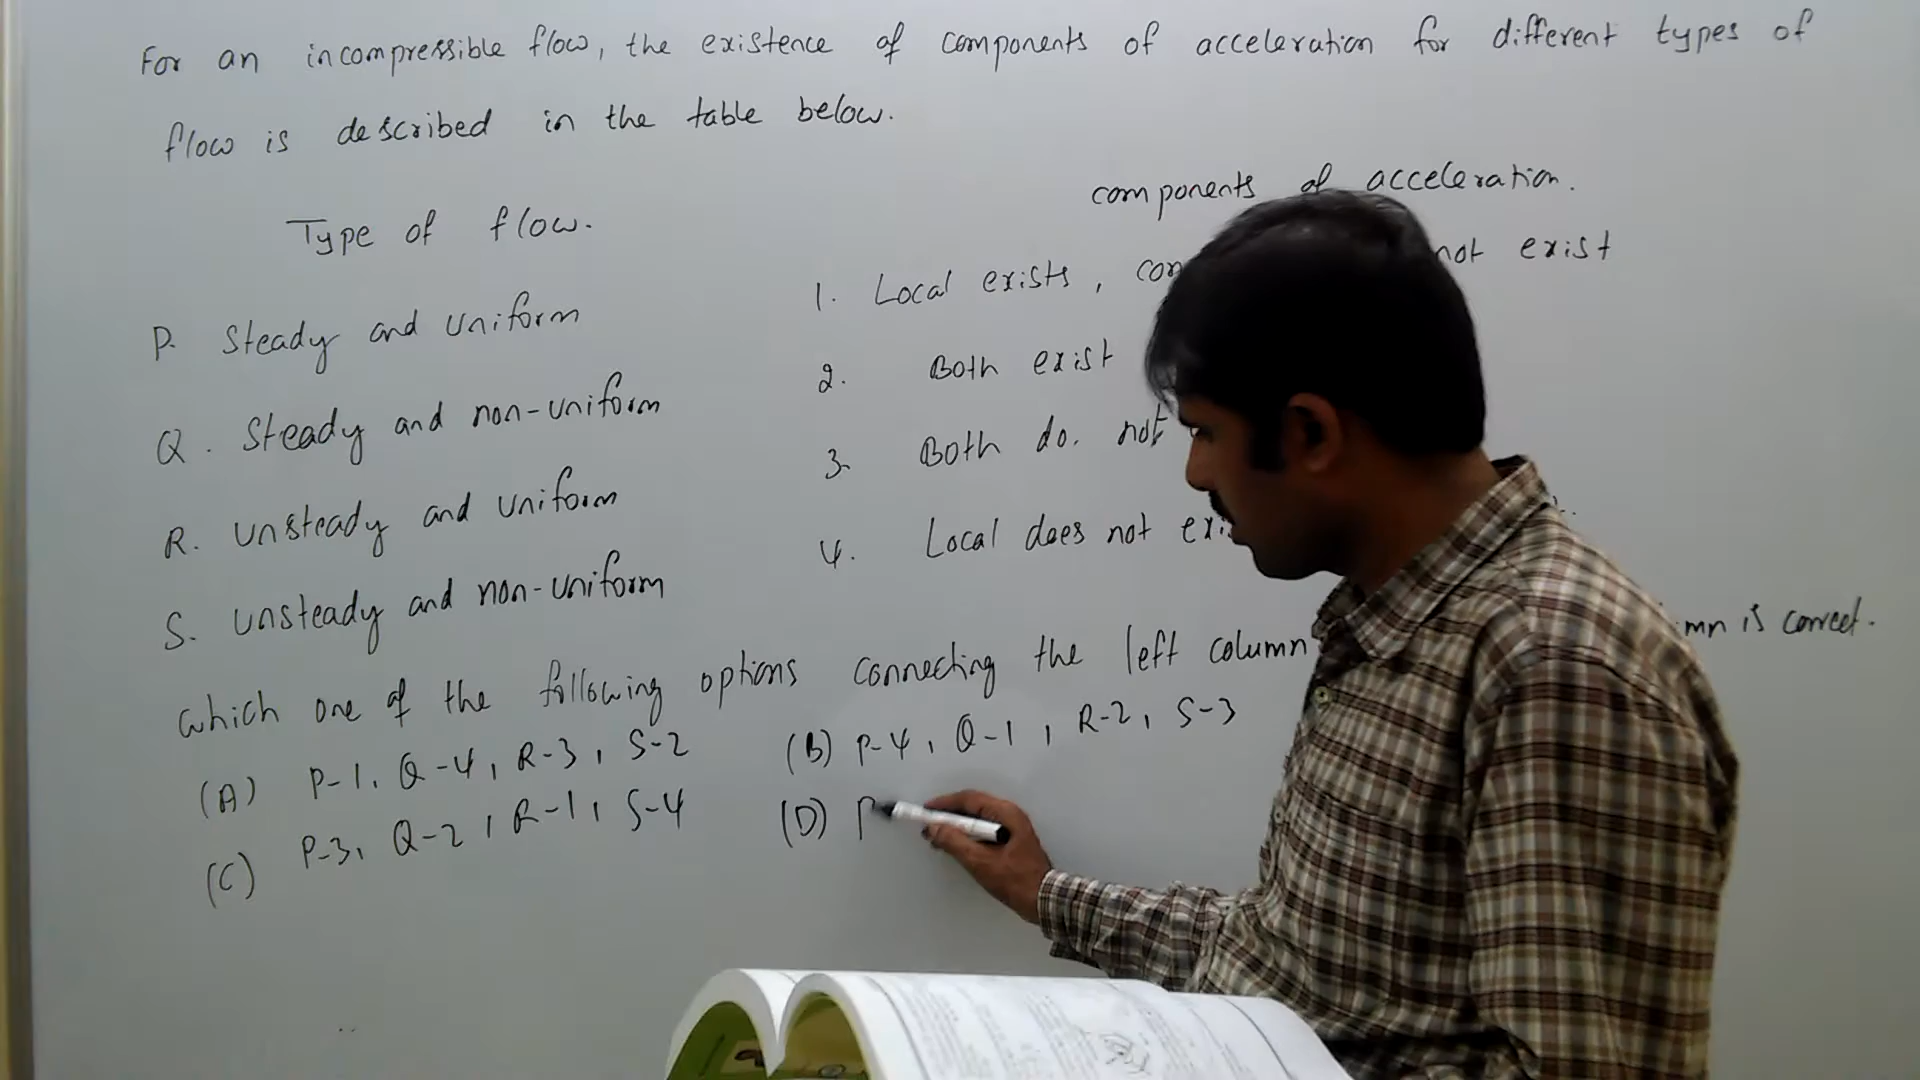 For an incompressible flow, the existence of components of acceleration for different types of
flow is described in the table below.
Type of flow.
components of acceleration.
P. Steady and uniform
1. Local exists, not exist
Q. Steady and non-uniform
2. Both exist
R. unsteady and uniform
3. Both do. not
S. unsteady and non-uniform
4. Local does not
which one of the following options connecting the left column is correct.
(A) P-1, Q-4, R-3, S-2
(B) P-4, Q-1, R-2, S-3
(C) P-3, Q-2, R-1, S-4
(D) P